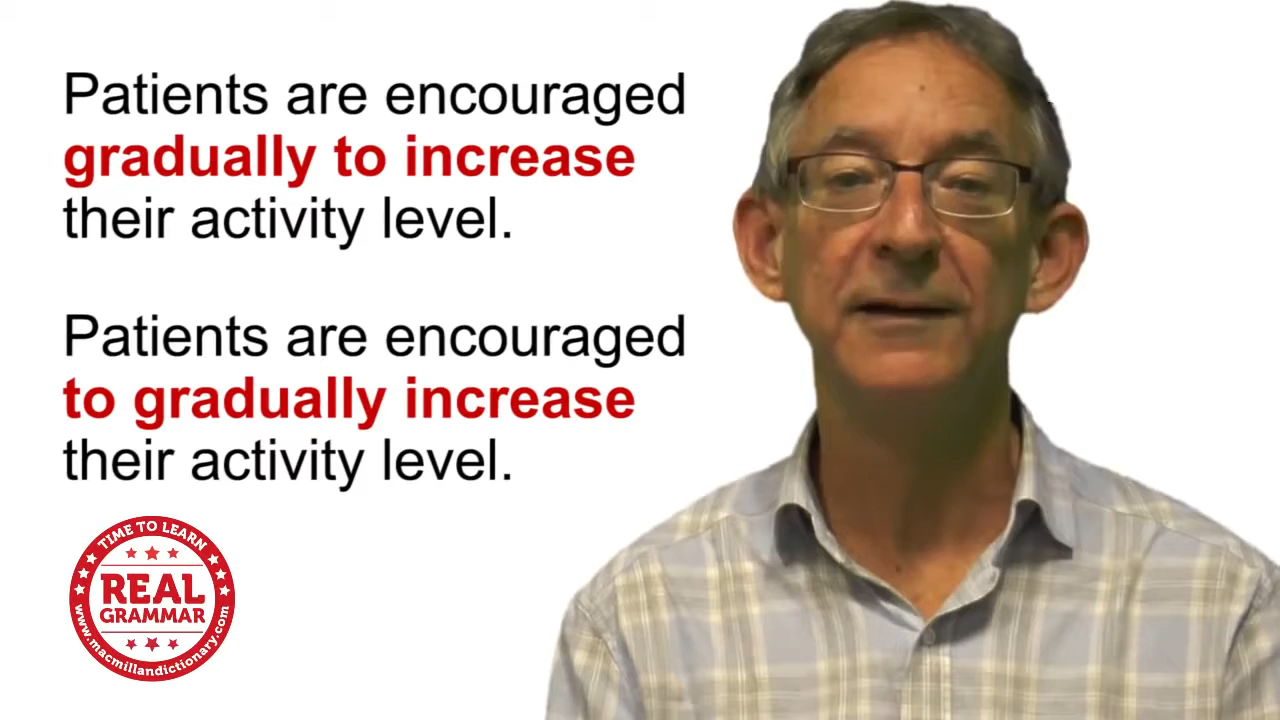 Patients are encouraged
gradually to increase
their activity level.
Patients are encouraged
to gradually increase
their activity level.
TIME TO LEARN
REAL
GRAMMAR
www.macmillandictionary.com